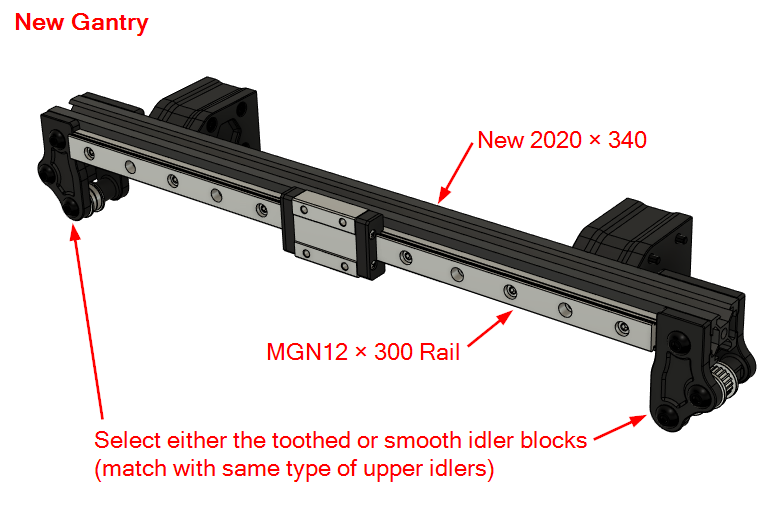 New Gantry
New 2020 × 340
MGN12 × 300 Rail
Select either the toothed or smooth idler blocks
(match with same type of upper idlers)